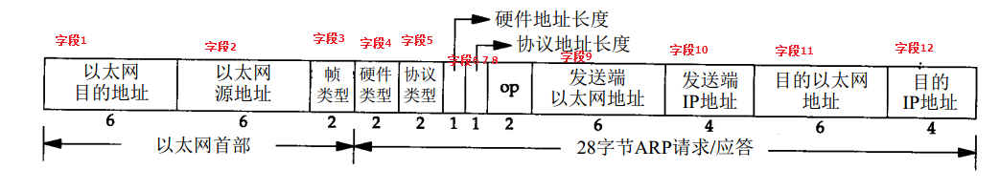 硬件地址长度
协议地址长度
字段1
字段2
字段3
字段4
字段5
字段6 7 8
字段9
字段10
字段11
字段12
以太网
目的地址
以太网
源地址
帧
类型
硬件
类型
协议
类型
op
发送端
以太网地址
发送端
IP地址
目的以太网
地址
目的
IP地址
6
6
2
2
2
1
1
2
6
4
6
4
以太网首部
28字节ARP请求/应答